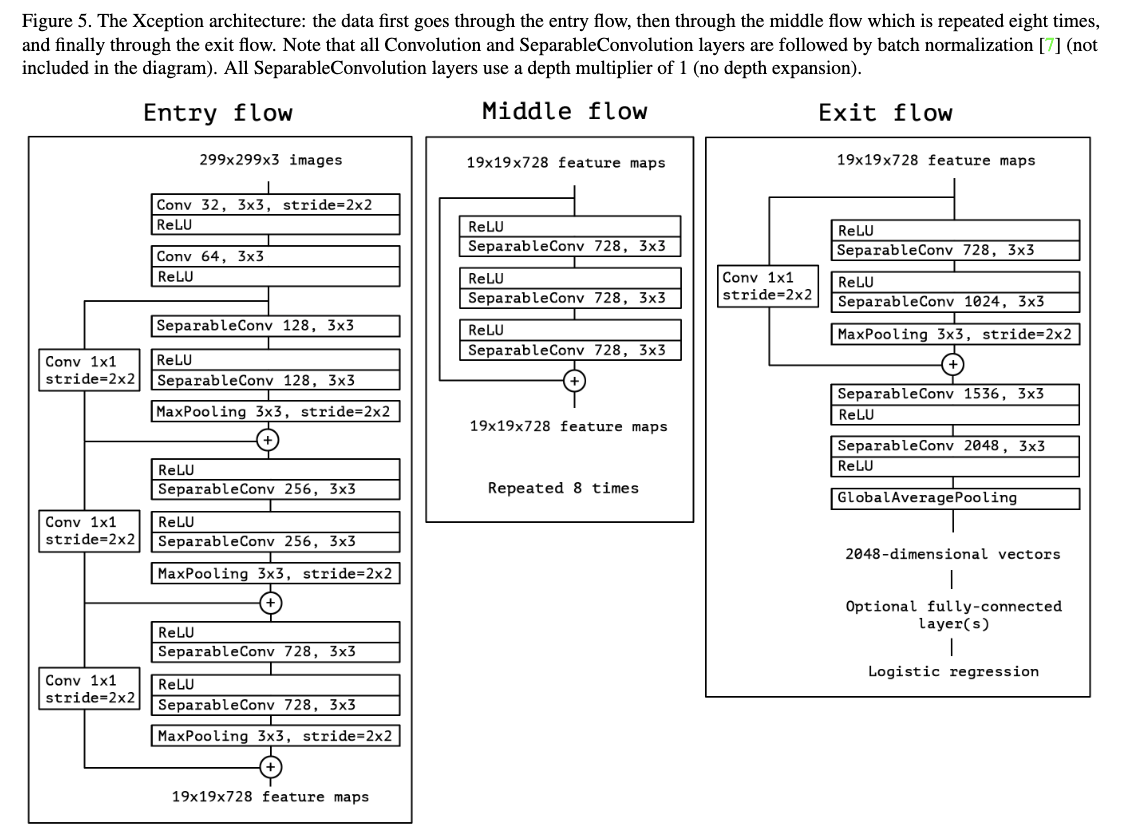 Figure 5. The Xception architecture: the data first goes through the entry flow, then through the middle flow which is repeated eight times,
and finally through the exit flow. Note that all Convolution and SeparableConvolution layers are followed by batch normalization [7] (not
included in the diagram). All SeparableConvolution layers use a depth multiplier of 1 (no depth expansion).
Entry flow
299x299x3 images
Conv 32, 3x3, stride=2x2
ReLU
Conv 64, 3x3
ReLU
SeparableConv 128, 3x3
Conv 1x1
stride=2x2
ReLU
SeparableConv 128, 3x3
MaxPooling 3x3, stride=2x2
+
ReLU
SeparableConv 256, 3x3
Conv 1x1
stride=2x2
ReLU
SeparableConv 256, 3x3
MaxPooling 3x3, stride=2x2
+
ReLU
SeparableConv 728, 3x3
Conv 1x1
stride=2x2
ReLU
SeparableConv 728, 3x3
MaxPooling 3x3, stride=2x2
+
19x19x728 feature maps
Middle flow
19x19x728 feature maps
ReLU
SeparableConv 728, 3x3
ReLU
SeparableConv 728, 3x3
ReLU
SeparableConv 728, 3x3
+
19x19x728 feature maps
Repeated 8 times
Exit flow
19x19x728 feature maps
ReLU
SeparableConv 728, 3x3
Conv 1x1
stride=2x2
ReLU
SeparableConv 1024, 3x3
MaxPooling 3x3, stride=2x2
+
SeparableConv 1536, 3x3
ReLU
SeparableConv 2048, 3x3
ReLU
GlobalAveragePooling
2048-dimensional vectors
Optional fully-connected
layer(s)
Logistic regression